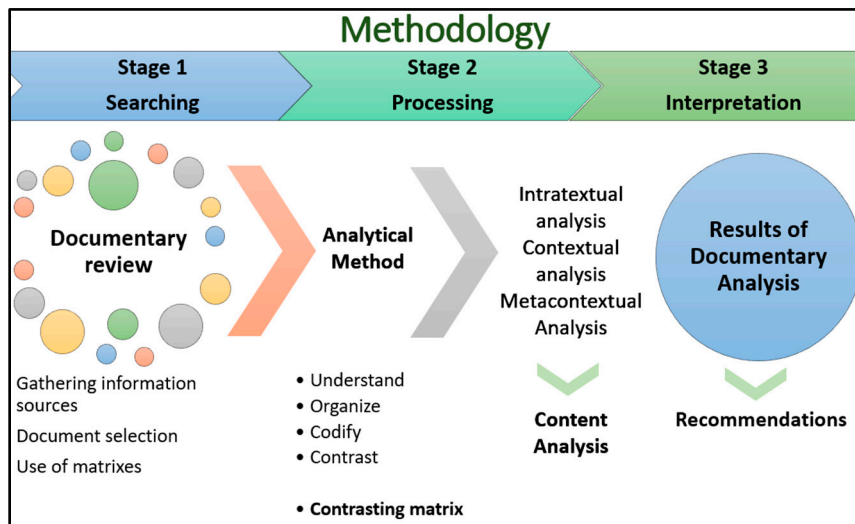 Methodology
Stage 1
Searching
Stage 2
Processing
Stage 3
Interpretation
Documentary
review
Gathering information
sources
Document selection
Use of matrixes
Analytical
Method
• Understand
• Organize
• Codify
• Contrast
• Contrasting matrix
Intratextual
analysis
Contextual
analysis
Metacontextual
Analysis
Content
Analysis
Results of
Documentary
Analysis
Recommendations